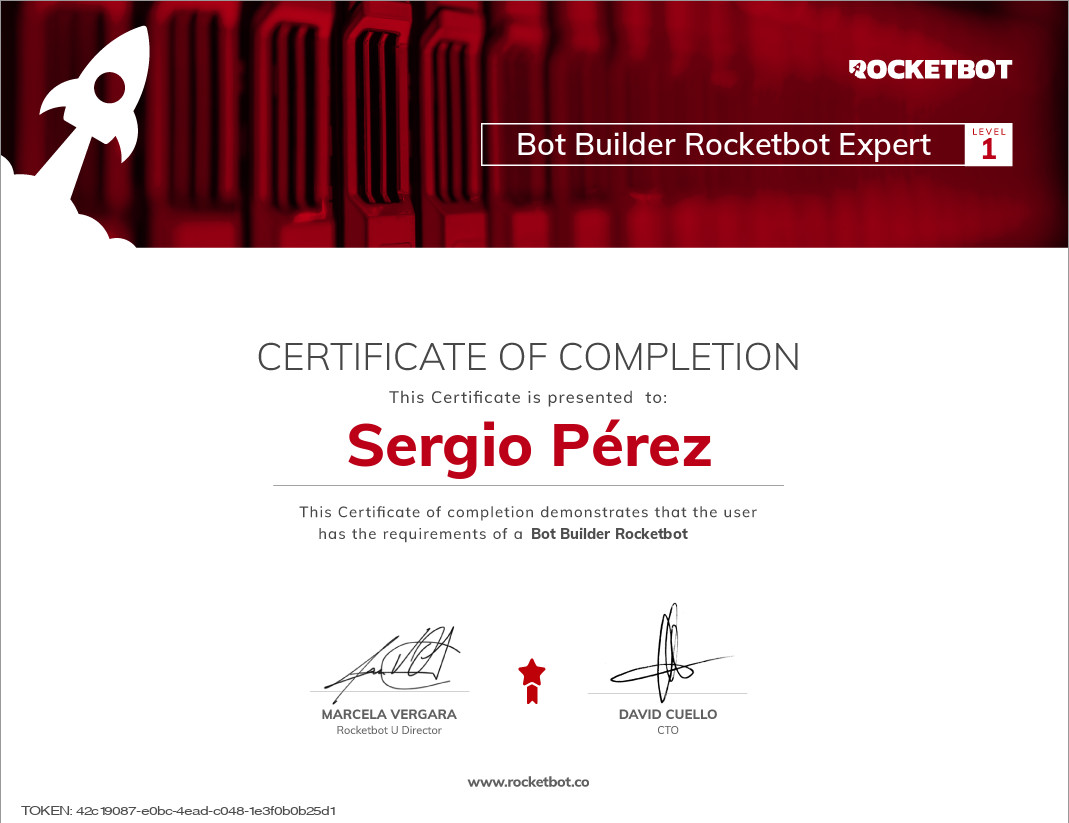 ROCKETBOT
Bot Builder Rocketbot Expert
LEVEL
1
CERTIFICATE OF COMPLETION
This Certificate is presented to:
Sergio Pérez
This Certificate of completion demonstrates that the user
has the requirements of a Bot Builder Rocketbot
MARCELA VERGARA
Rocketbot U Director
DAVID CUELLO
CTO
www.rocketbot.co
TOKEN: 42c19087-e0bc-4ead-c048-1e3f0b0b25d1